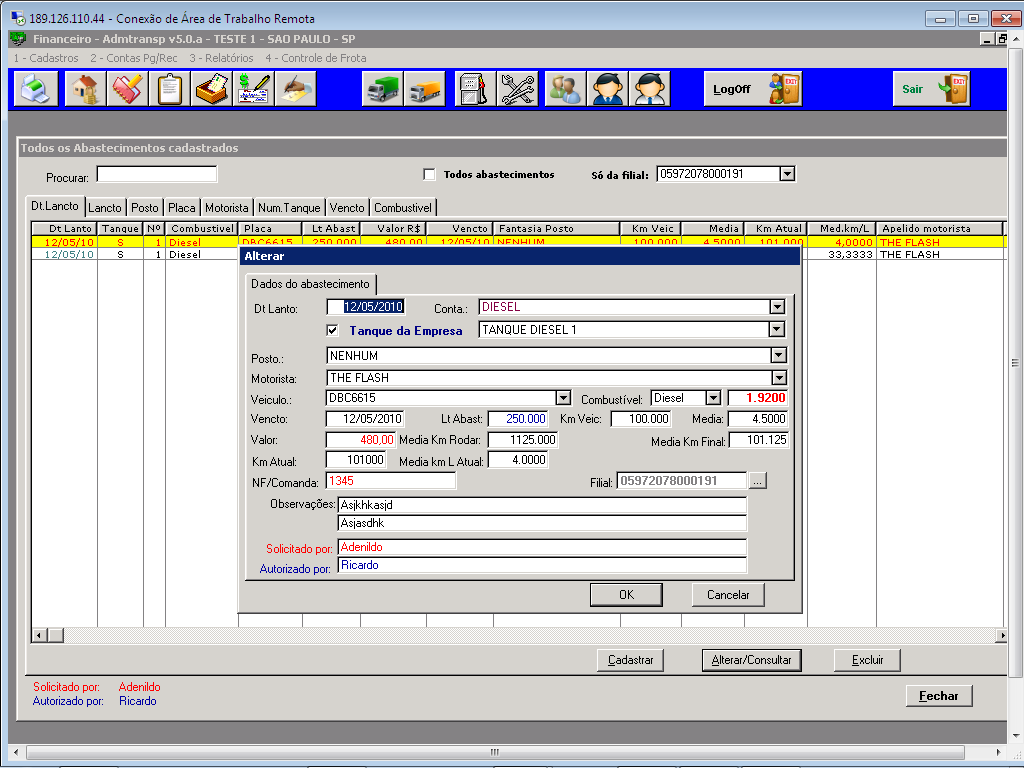 189.126.110.44 - Conexão de Área de Trabalho Remota
Financeiro - Admtransp v5.0.a - TESTE 1 - SAO PAULO - SP
1 - Cadastros 2 - Contas Pg/Rec 3 - Relatórios 4 - Controle de Frota
LogOff EXIT Sair EXIT
Todos os Abastecimentos cadastrados
Procurar: Todos abastecimentos Só da filial: 05972078000191
Dt.Lancto Lancto Posto Placa Motorista Num.Tanque Vencto Combustivel
Dt Lanto Tanque Nº Combustivel Placa Lt Abast Valor R$ Vencto Fantasia Posto Km Veic Media Km Atual Med.km/L Apelido motorista
12/05/10 S 1 Diesel DBC6615 250.000 480,00 12/05/10 NENHUM 100.000 4.5000 101.000 4,0000 THE FLASH
12/05/10 S 1 Diesel 33,3333 THE FLASH
Alterar
Dados do abastecimento
Dt Lanto: 12/05/2010 Conta.: DIESEL
Tanque da Empresa TANQUE DIESEL 1
Posto.: NENHUM
Motorista: THE FLASH
Veiculo.: DBC6615 Combustível: Diesel 1.9200
Vencto: 12/05/2010 Lt Abast: 250.000 Km Veic: 100.000 Media: 4.5000
Valor: 480,00 Media Km Rodar: 1125.000 Media Km Final: 101.125
Km Atual: 101000 Media km L Atual: 4.0000
NF/Comanda: 1345 Filial: 05972078000191 ...
Observações: Asjkhkasjd
Asjasdhk
Solicitado por: Adenildo
Autorizado por: Ricardo
OK Cancelar
Cadastrar Alterar/Consultar Excluir
Solicitado por: Adenildo
Autorizado por: Ricardo
Fechar